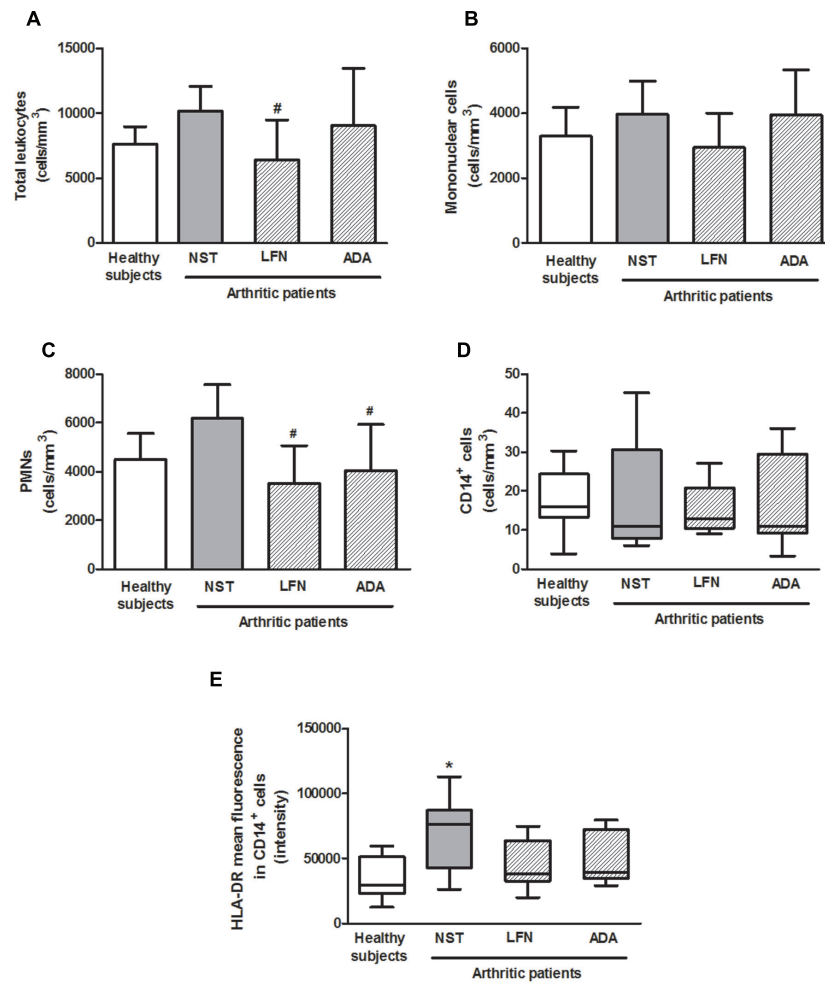 A
Total leukocytes
(cells/mm³)
15000
10000
5000
0
#
Healthy
subjects
NST
LFN
ADA
Arthritic patients
B
Mononuclear cells
(cells/mm³)
6000
4000
2000
0
Healthy
subjects
NST
LFN
ADA
Arthritic patients
C
PMNs
(cells/mm³)
8000
6000
4000
2000
0
#
#
Healthy
subjects
NST
LFN
ADA
Arthritic patients
D
CD14⁺ cells
(cells/mm³)
50
40
30
20
10
0
Healthy
subjects
NST
LFN
ADA
Arthritic patients
E
HLA-DR mean fluorescence
in CD14⁺ cells
(intensity)
150000
100000
50000
0
*
Healthy
subjects
NST
LFN
ADA
Arthritic patients